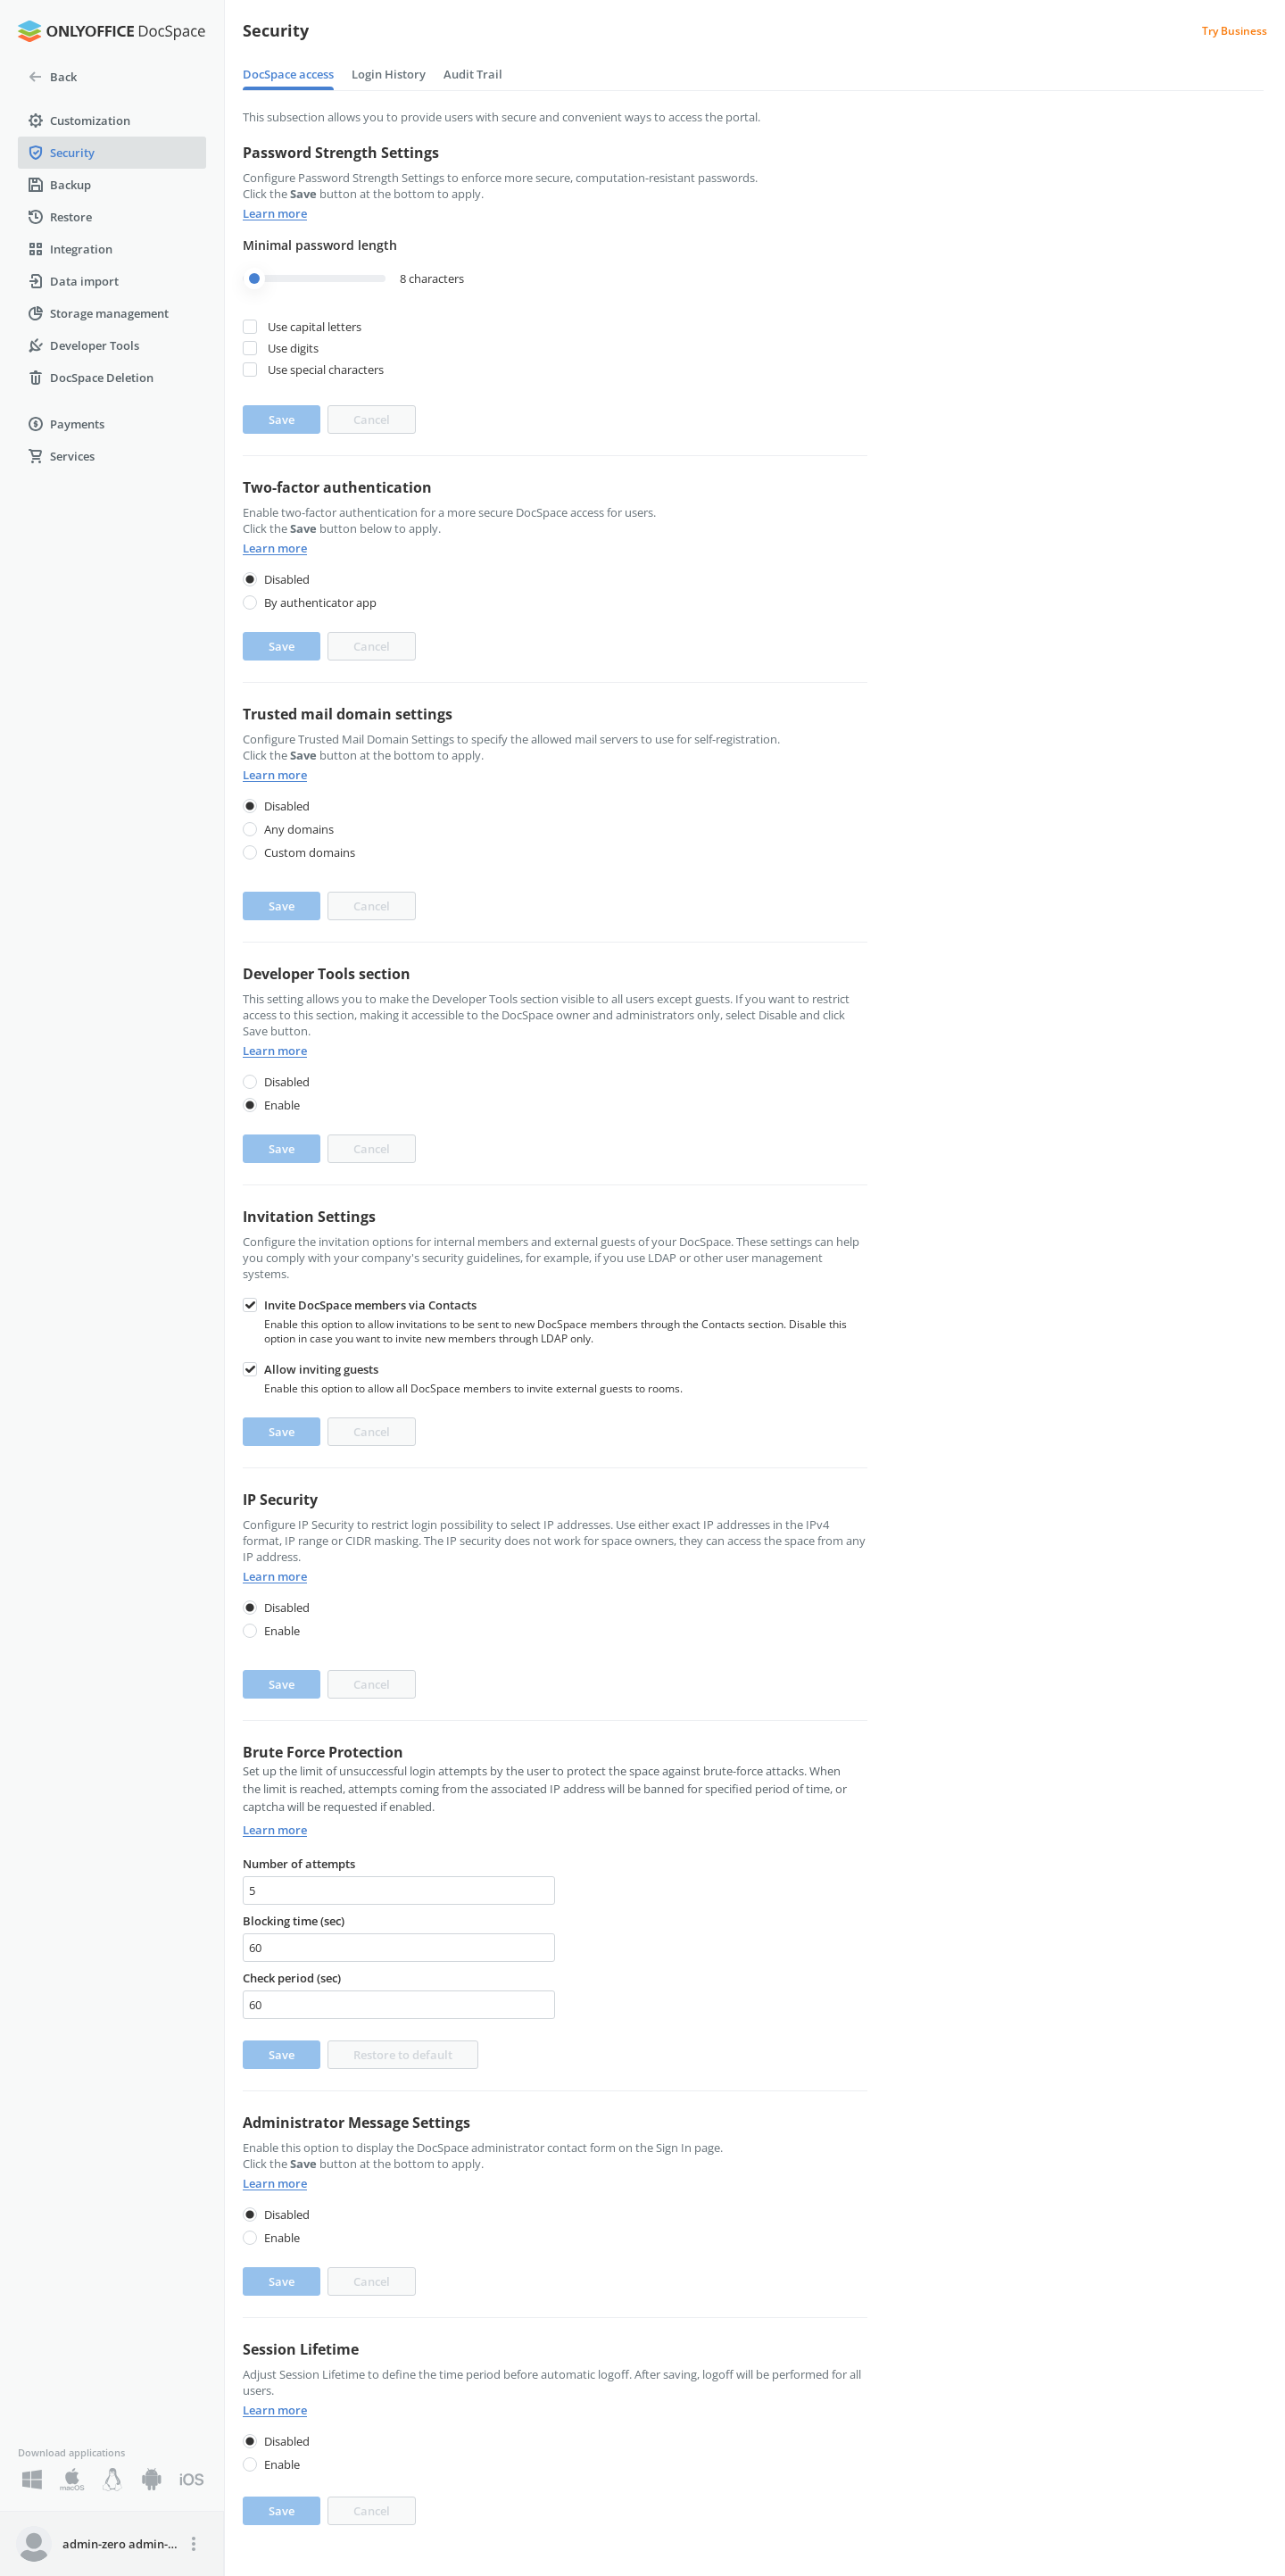 ONLYOFFICE DocSpace
Back
Customization
Security
Backup
Restore
Integration
Data import
Storage management
Developer Tools
DocSpace Deletion
Payments
Services
Download applications
macOS
iOS
admin-zero admin-...
Security
Try Business
DocSpace access
Login History
Audit Trail
This subsection allows you to provide users with secure and convenient ways to access the portal.
Password Strength Settings
Configure Password Strength Settings to enforce more secure, computation-resistant passwords.
Click the Save button at the bottom to apply.
Learn more
Minimal password length
8 characters
Use capital letters
Use digits
Use special characters
Save
Cancel
Two-factor authentication
Enable two-factor authentication for a more secure DocSpace access for users.
Click the Save button below to apply.
Learn more
Disabled
By authenticator app
Save
Cancel
Trusted mail domain settings
Configure Trusted Mail Domain Settings to specify the allowed mail servers to use for self-registration.
Click the Save button at the bottom to apply.
Learn more
Disabled
Any domains
Custom domains
Save
Cancel
Developer Tools section
This setting allows you to make the Developer Tools section visible to all users except guests. If you want to restrict
access to this section, making it accessible to the DocSpace owner and administrators only, select Disable and click
Save button.
Learn more
Disabled
Enable
Save
Cancel
Invitation Settings
Configure the invitation options for internal members and external guests of your DocSpace. These settings can help
you comply with your company's security guidelines, for example, if you use LDAP or other user management
systems.
Invite DocSpace members via Contacts
Enable this option to allow invitations to be sent to new DocSpace members through the Contacts section. Disable this
option in case you want to invite new members through LDAP only.
Allow inviting guests
Enable this option to allow all DocSpace members to invite external guests to rooms.
Save
Cancel
IP Security
Configure IP Security to restrict login possibility to select IP addresses. Use either exact IP addresses in the IPv4
format, IP range or CIDR masking. The IP security does not work for space owners, they can access the space from any
IP address.
Learn more
Disabled
Enable
Save
Cancel
Brute Force Protection
Set up the limit of unsuccessful login attempts by the user to protect the space against brute-force attacks. When
the limit is reached, attempts coming from the associated IP address will be banned for specified period of time, or
captcha will be requested if enabled.
Learn more
Number of attempts
5
Blocking time (sec)
60
Check period (sec)
60
Save
Restore to default
Administrator Message Settings
Enable this option to display the DocSpace administrator contact form on the Sign In page.
Click the Save button at the bottom to apply.
Learn more
Disabled
Enable
Save
Cancel
Session Lifetime
Adjust Session Lifetime to define the time period before automatic logoff. After saving, logoff will be performed for all
users.
Learn more
Disabled
Enable
Save
Cancel